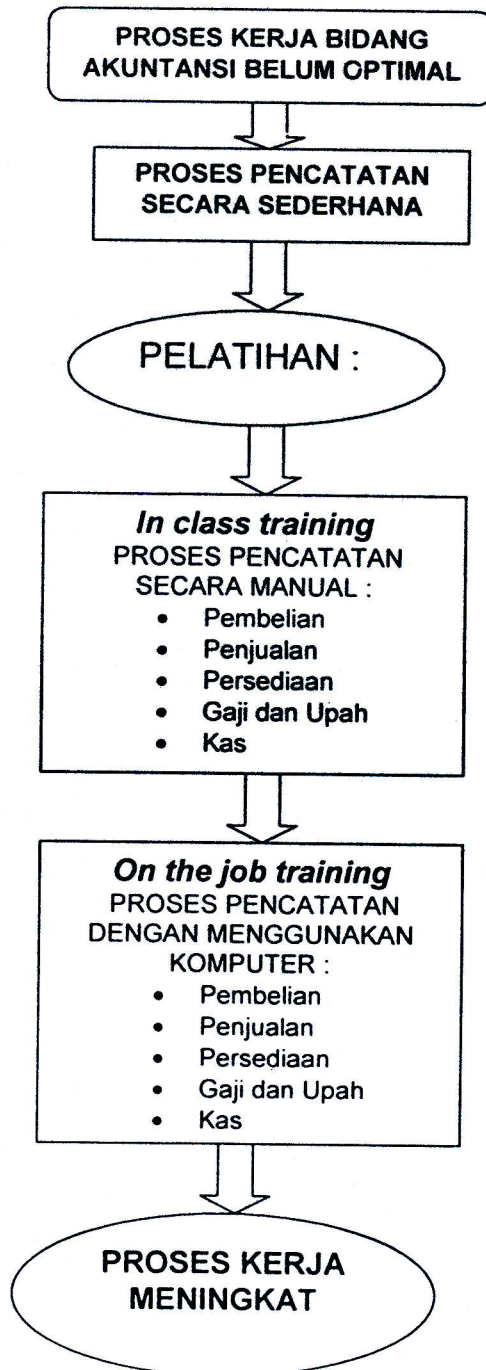 PROSES KERJA BIDANG
AKUNTANSI BELUM OPTIMAL
PROSES PENCATATAN
SECARA SEDERHANA
PELATIHAN :
In class training
PROSES PENCATATAN
SECARA MANUAL :
• Pembelian
• Penjualan
• Persediaan
• Gaji dan Upah
• Kas
On the job training
PROSES PENCATATAN
DENGAN MENGGUNAKAN
KOMPUTER :
• Pembelian
• Penjualan
• Persediaan
• Gaji dan Upah
• Kas
PROSES KERJA
MENINGKAT